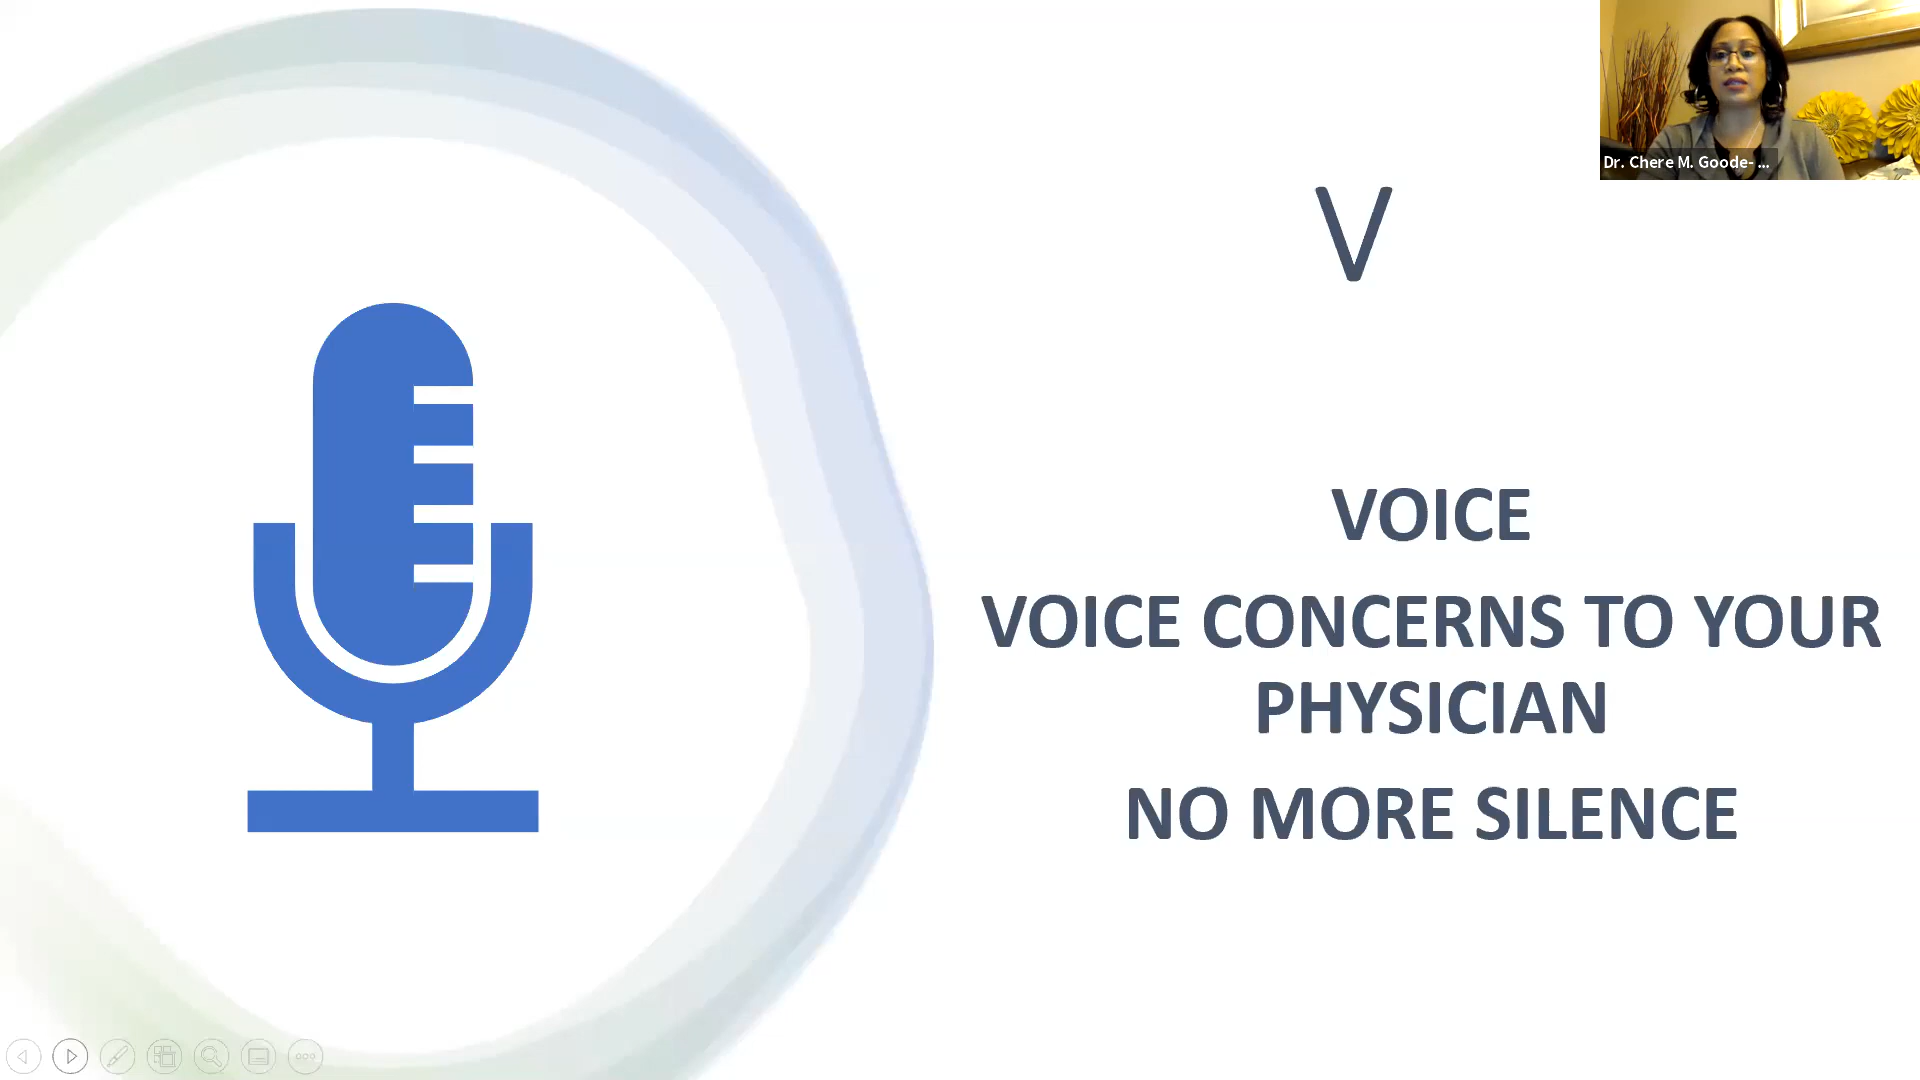 Dr. Chere M. Goode- ...
V
VOICE
VOICE CONCERNS TO YOUR
PHYSICIAN
NO MORE SILENCE